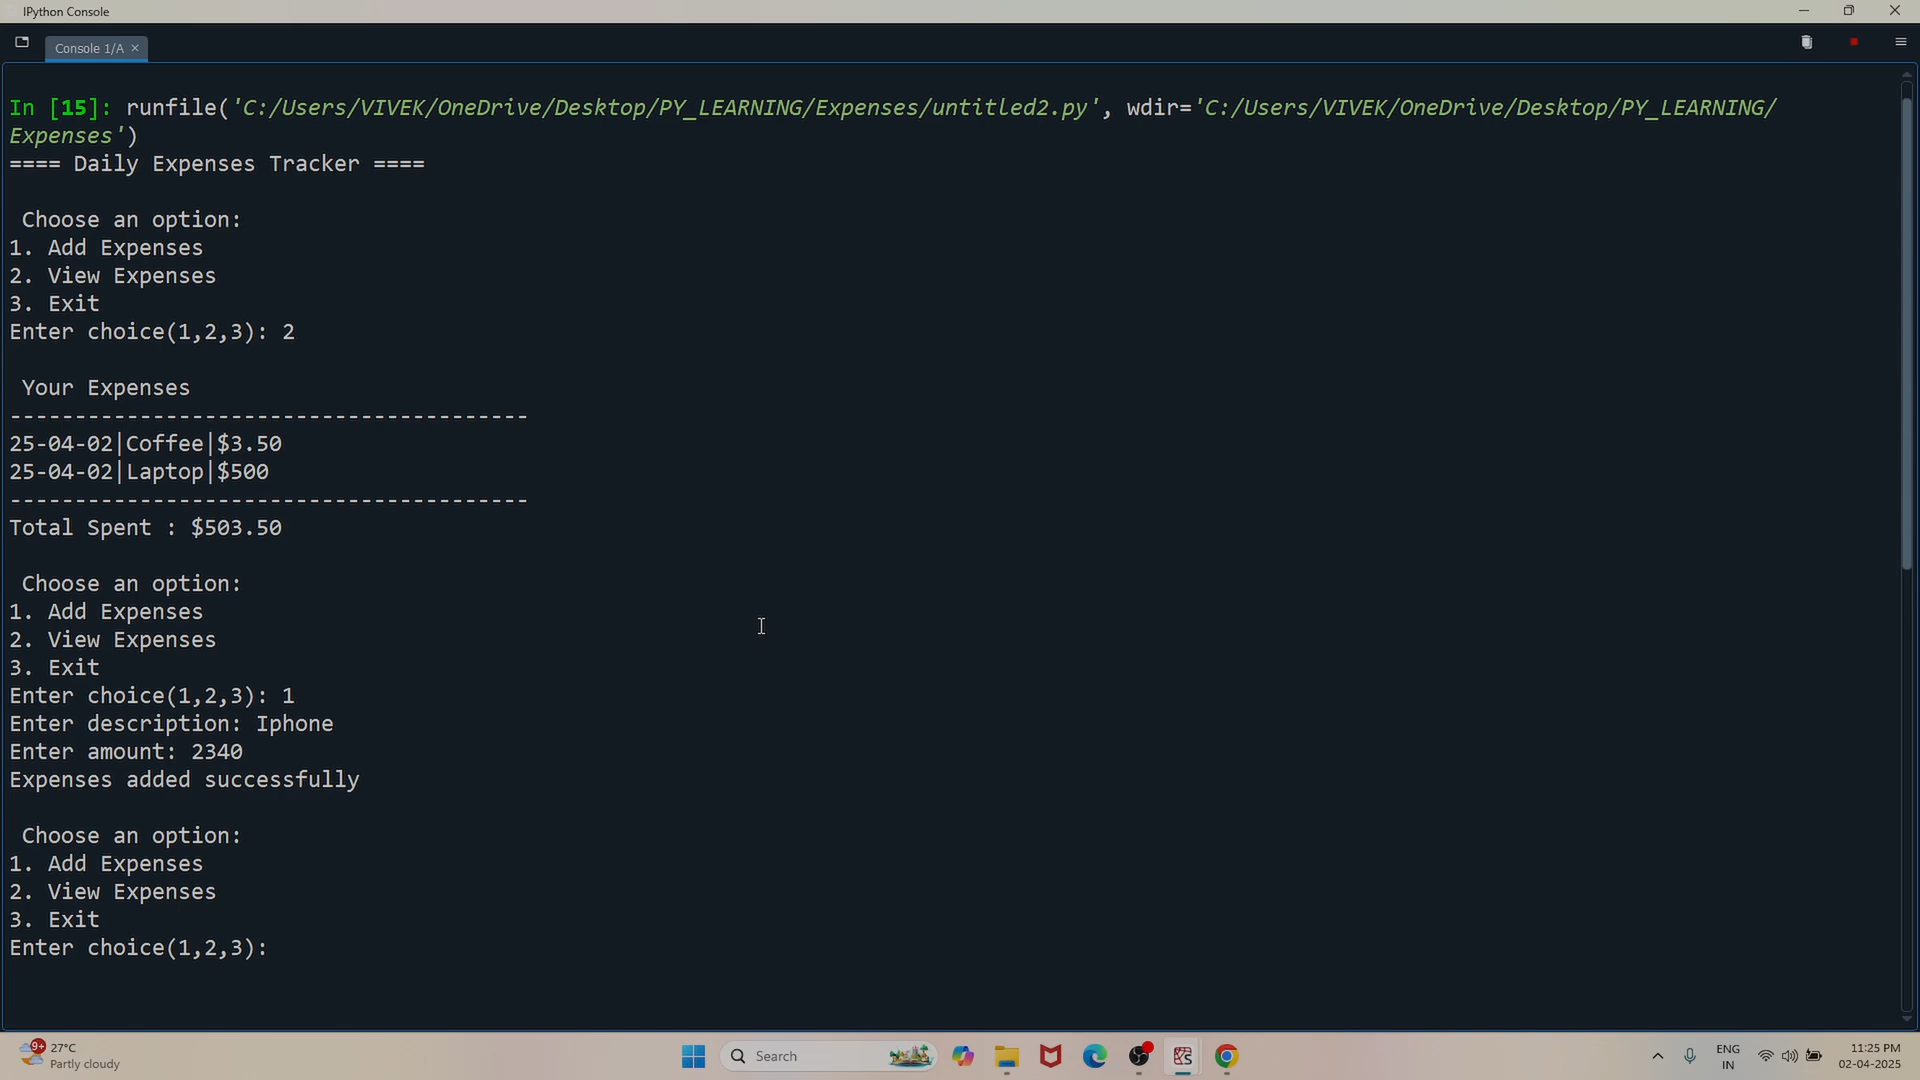 IPython Console
Console 1/A
In [15]: runfile('C:/Users/VIVEK/OneDrive/Desktop/PY_LEARNING/Expenses/untitled2.py', wdir='C:/Users/VIVEK/OneDrive/Desktop/PY_LEARNING/
Expenses')
==== Daily Expenses Tracker ====
Choose an option:
1. Add Expenses
2. View Expenses
3. Exit
Enter choice(1,2,3): 2
Your Expenses
----------------------------------------
25-04-02|Coffee|$3.50
25-04-02|Laptop|$500
----------------------------------------
Total Spent : $503.50
Choose an option:
1. Add Expenses
2. View Expenses
3. Exit
Enter choice(1,2,3): 1
Enter description: Iphone
Enter amount: 2340
Expenses added successfully
Choose an option:
1. Add Expenses
2. View Expenses
3. Exit
Enter choice(1,2,3):
9+
27°C
Partly cloudy
Search
ENG
IN
11:25 PM
02-04-2025